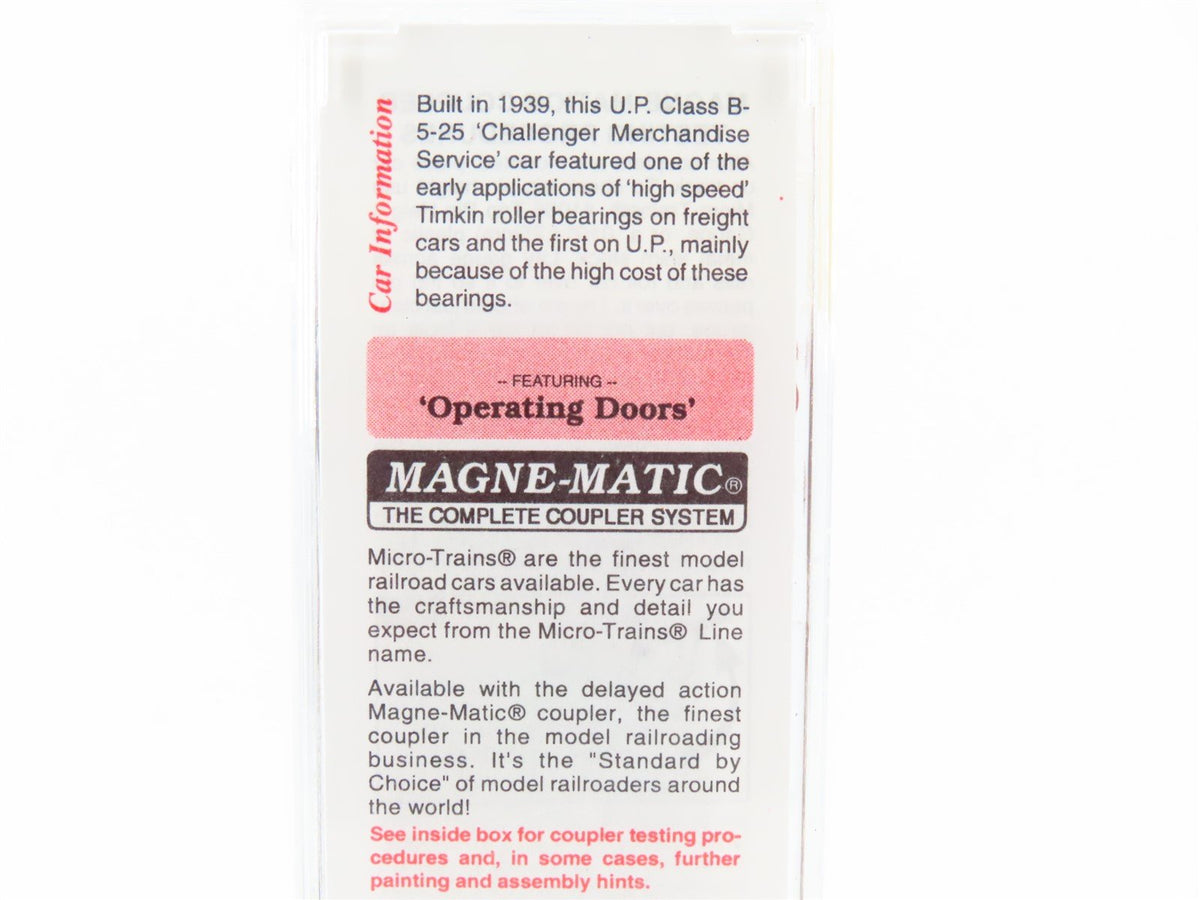 Car Information
Built in 1939, this U.P. Class B-
5-25 ‘Challenger Merchandise
Service’ car featured one of the
early applications of ‘high speed’
Timkin roller bearings on freight
cars and the first on U.P., mainly
because of the high cost of these
bearings.
-- FEATURING --
‘Operating Doors’
MAGNE-MATIC®
THE COMPLETE COUPLER SYSTEM
Micro-Trains® are the finest model
railroad cars available. Every car has
the craftsmanship and detail you
expect from the Micro-Trains® Line
name.
Available with the delayed action
Magne-Matic® coupler, the finest
coupler in the model railroading
business. It's the "Standard by
Choice" of model railroaders around
the world!
See inside box for coupler testing pro-
cedures and, in some cases, further
painting and assembly hints.